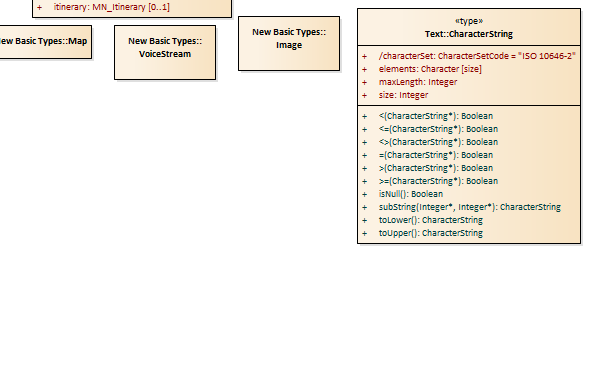 + itinerary: MN_Itinerary [0..1]
New Basic Types::Map
New Basic Types::
VoiceStream
New Basic Types::
Image
«type»
Text::CharacterString
+ /characterSet: CharacterSetCode = "ISO 10646-2"
+ elements: Character [size]
+ maxLength: Integer
+ size: Integer
+ <(CharacterString*): Boolean
+ <=(CharacterString*): Boolean
+ <>(CharacterString*): Boolean
+ =(CharacterString*): Boolean
+ >(CharacterString*): Boolean
+ >=(CharacterString*): Boolean
+ isNull(): Boolean
+ subString(Integer*, Integer*): CharacterString
+ toLower(): CharacterString
+ toUpper(): CharacterString